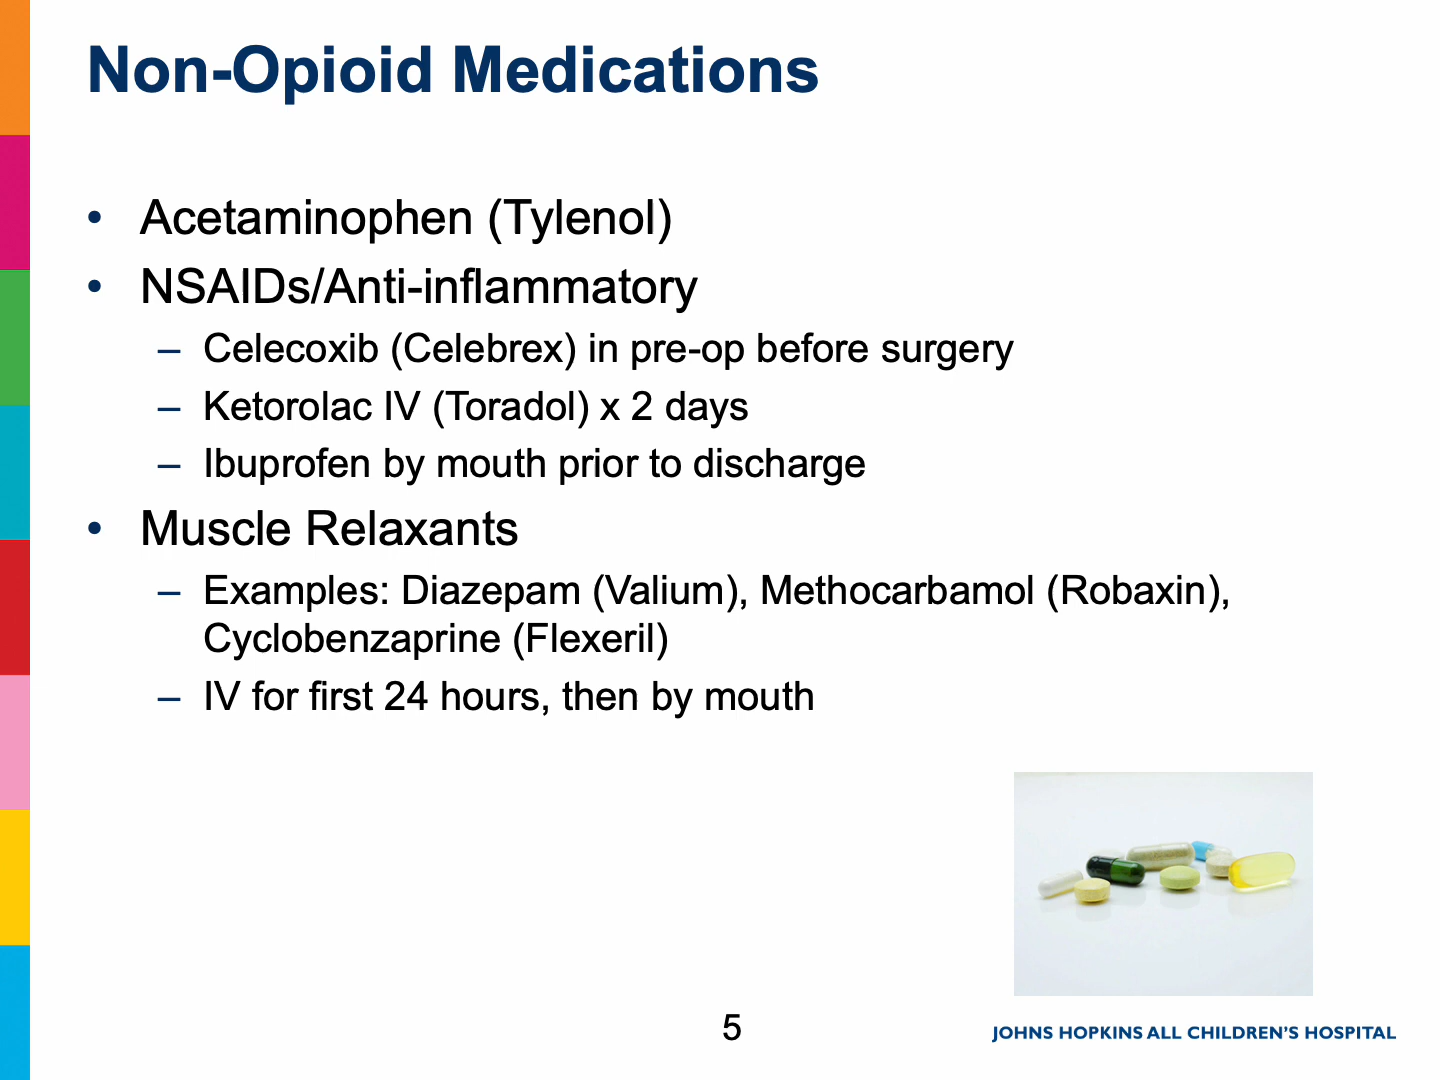 Non-Opioid Medications
• Acetaminophen (Tylenol)
• NSAIDs/Anti-inflammatory
– Celecoxib (Celebrex) in pre-op before surgery
– Ketorolac IV (Toradol) x 2 days
– Ibuprofen by mouth prior to discharge
• Muscle Relaxants
– Examples: Diazepam (Valium), Methocarbamol (Robaxin),
Cyclobenzaprine (Flexeril)
– IV for first 24 hours, then by mouth
5
JOHNS HOPKINS ALL CHILDREN'S HOSPITAL